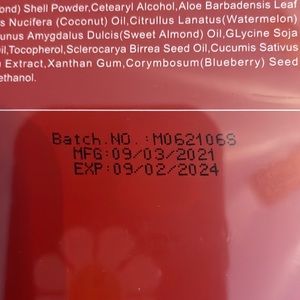 ond) Shell Powder,Cetearyl Alcohol,Aloe Barbadensis Leaf
s Nucifera (Coconut) Oil,Citrullus Lanatus(Watermelon)
unus Amygdalus Dulcis(Sweet Almond) Oil,GLycine Soja
Oil,Tocopherol,Sclerocarya Birrea Seed Oil,Cucumis Sativus
Extract,Xanthan Gum,Corymbosum(Blueberry) Seed
ethanol.
Batch.NO.:M062106S
MFG:09/03/2021
EXP:09/02/2024